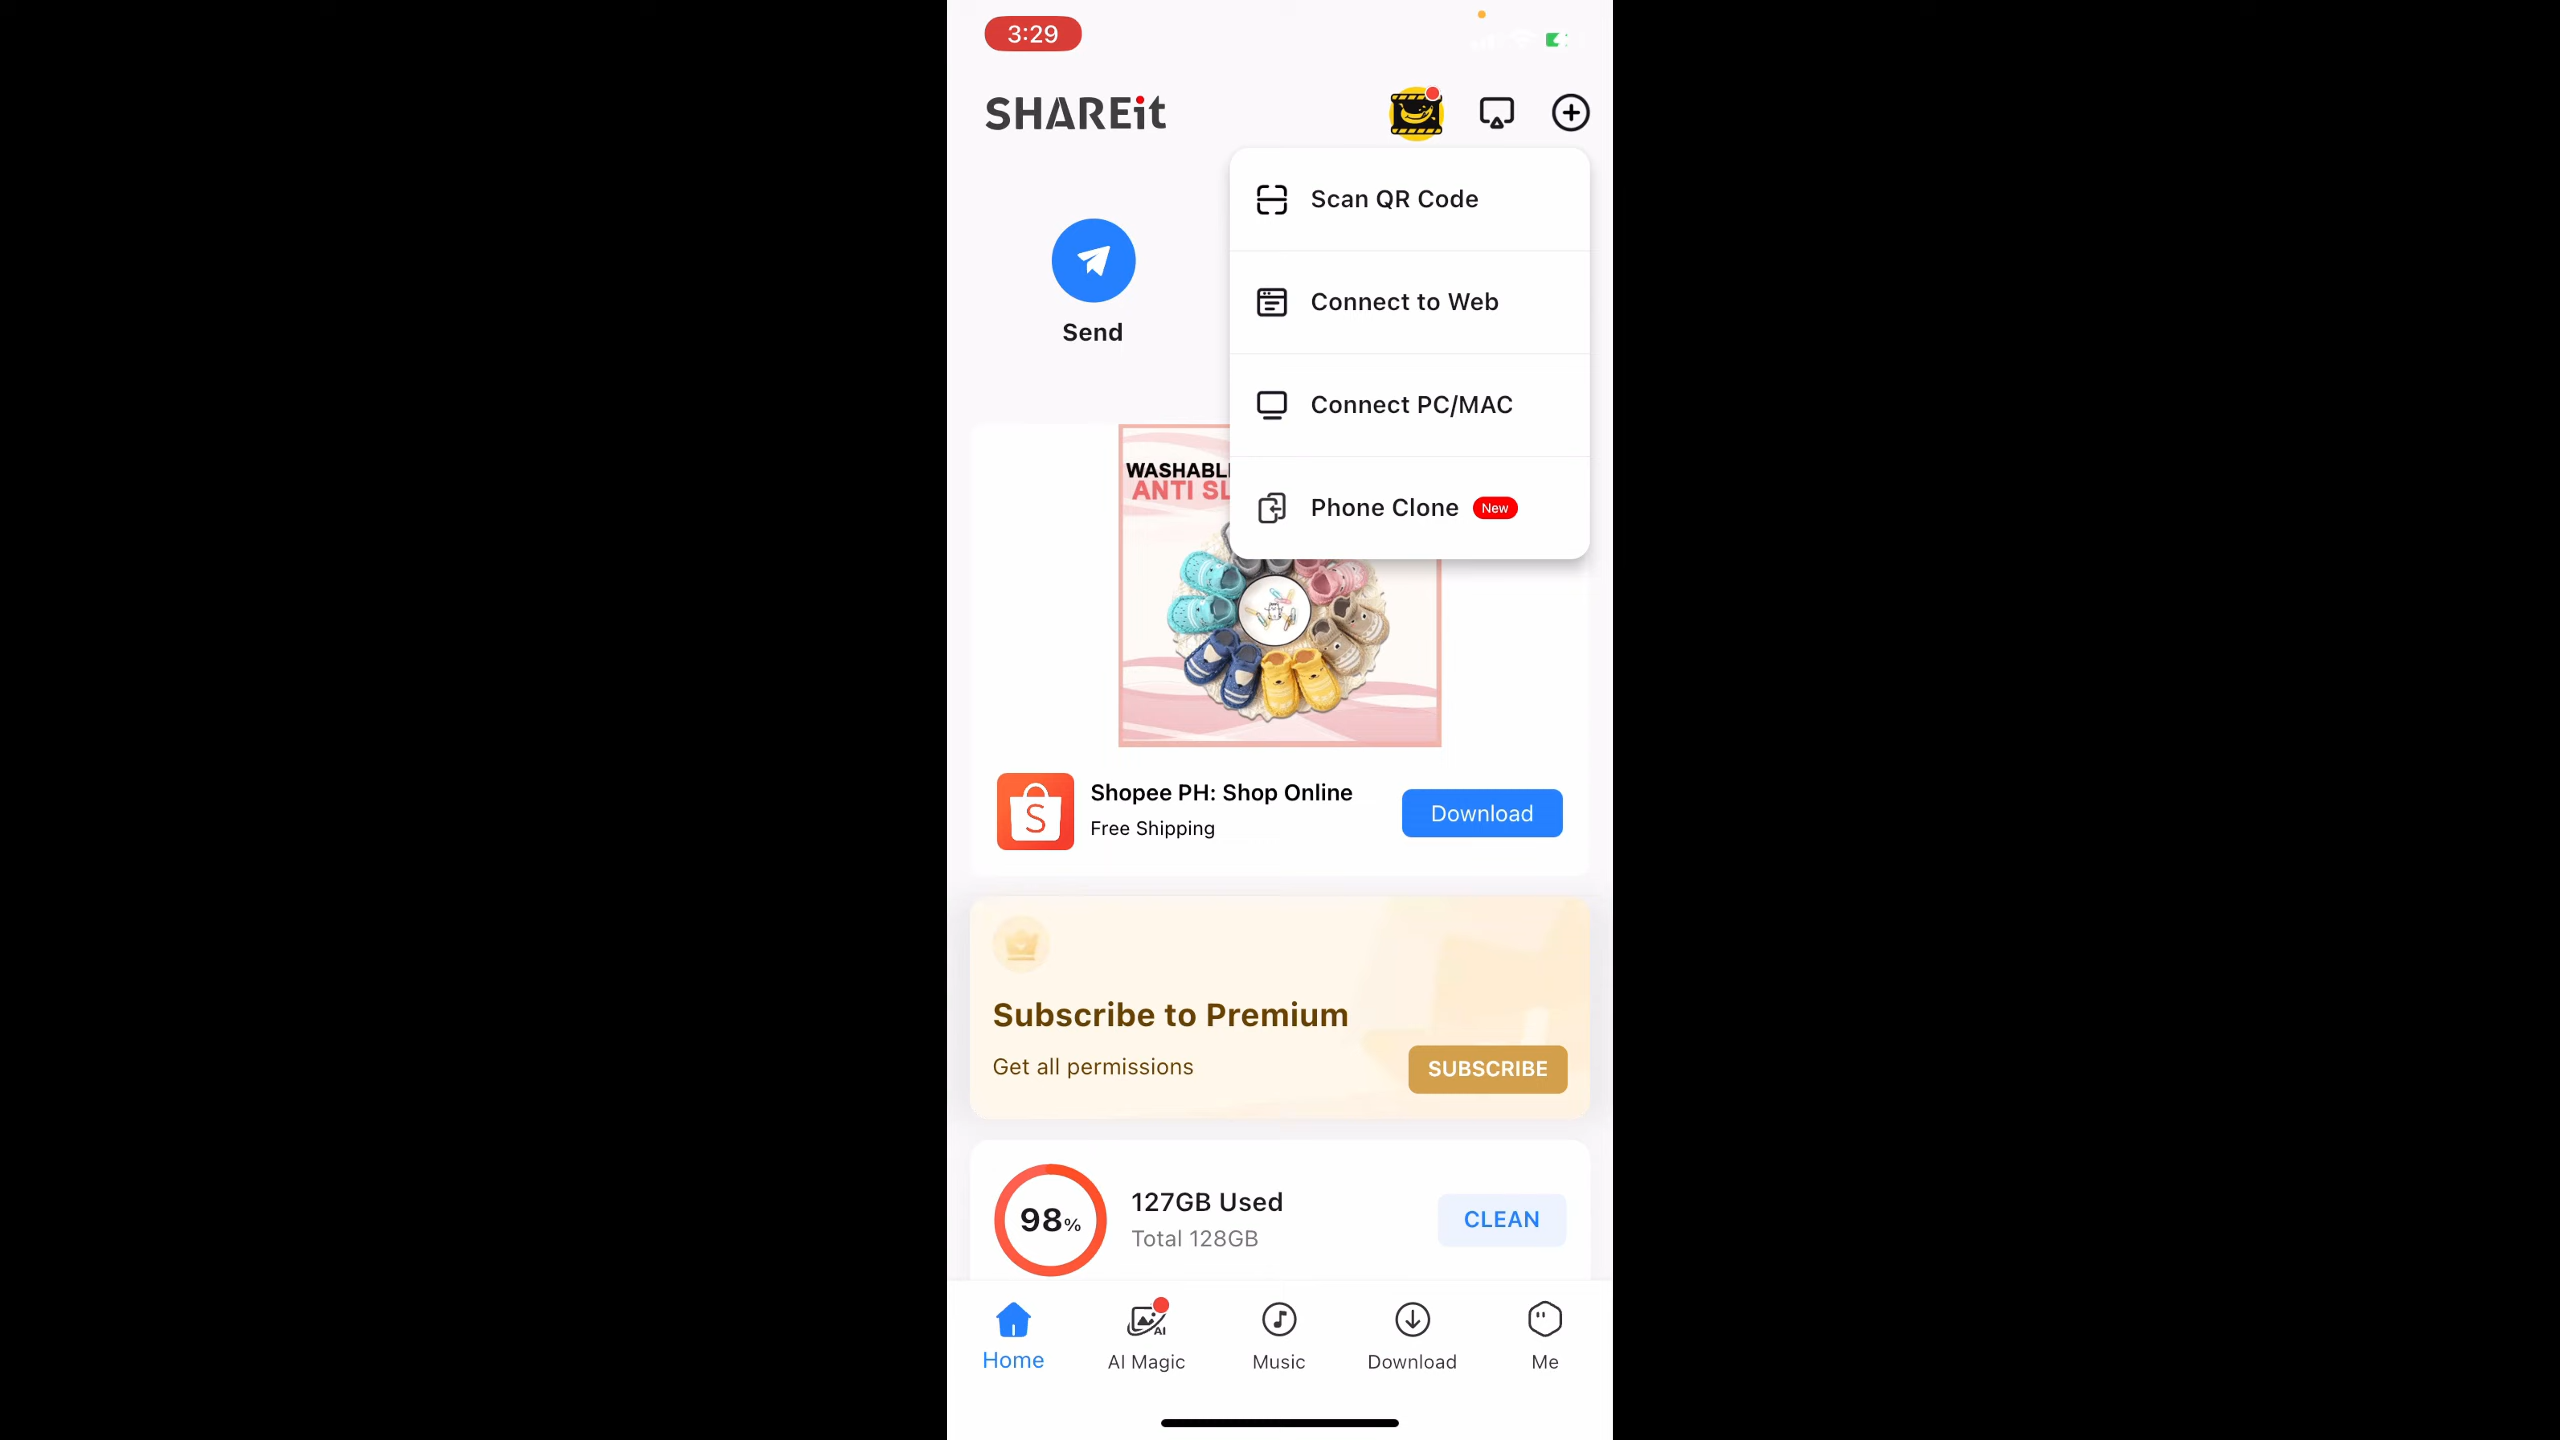 3:29
SHAREit
Scan QR Code
Connect to Web
Connect PC/MAC
Phone Clone New
Send
WASHABL
ANTI SL
Shopee PH: Shop Online
Free Shipping
Download
Subscribe to Premium
Get all permissions
SUBSCRIBE
98%
127GB Used
Total 128GB
CLEAN
AI
Home
AI Magic
Music
Download
Me